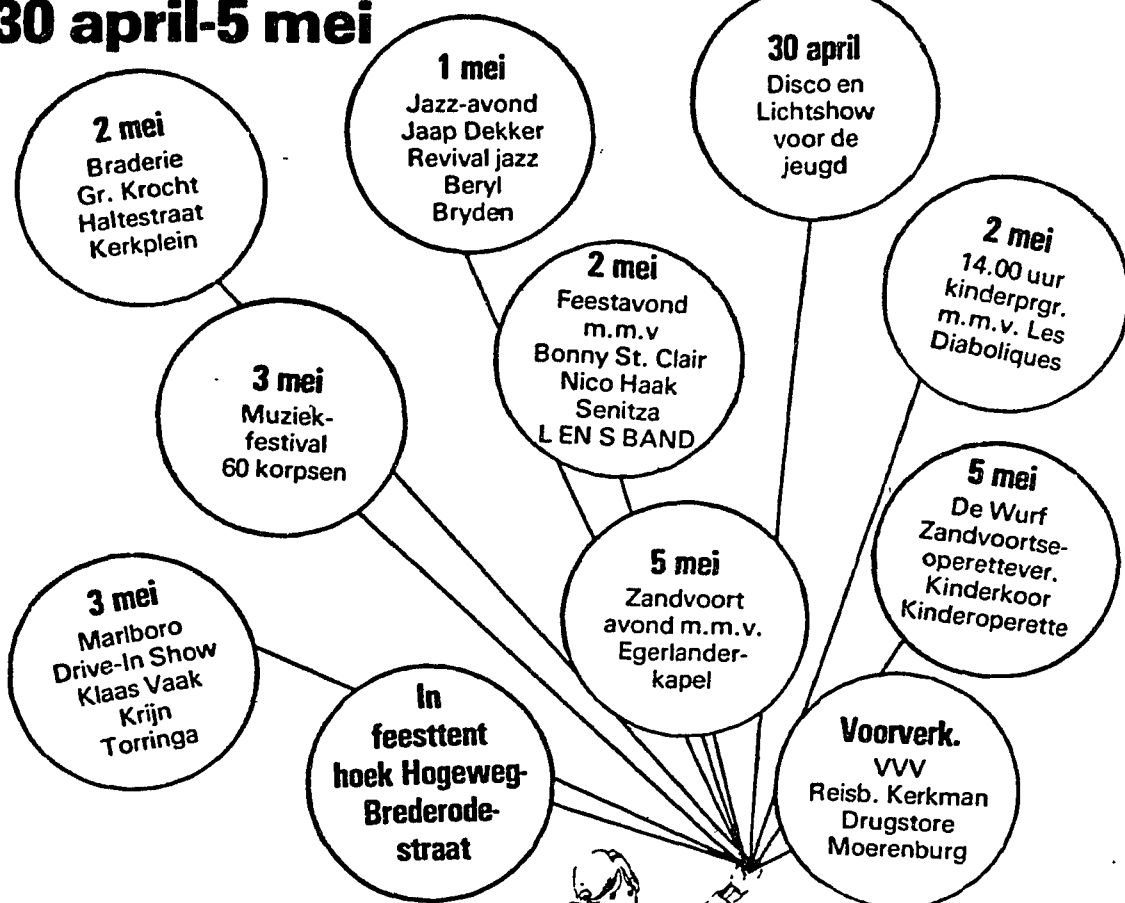 30 april-5 mei
2 mei
Braderie
Gr. Krocht
Haltestraat
Kerkplein
1 mei
Jazz-avond
Jaap Dekker
Revival jazz
Beryl
Bryden
30 april
Disco en
Lichtshow
voor de
jeugd
2 mei
14.00 uur
kinderprgr.
m.m.v. Les
Diaboliques
2 mei
Feestavond
m.m.v
Bonny St. Clair
Nico Haak
Senitza
L EN S BAND
3 mei
Muziek-
festival
60 korpsen
5 mei
De Wurf
Zandvoortse-
operettever.
Kinderkoor
Kinderoperette
5 mei
Zandvoort
avond m.m.v.
Egerlander-
kapel
3 mei
Marlboro
Drive-In Show
Klaas Vaak
Krijn
Torringa
In
feesttent
hoek Hogeweg-
Brederode-
straat
Voorverk.
VVV
Reisb. Kerkman
Drugstore
Moerenburg